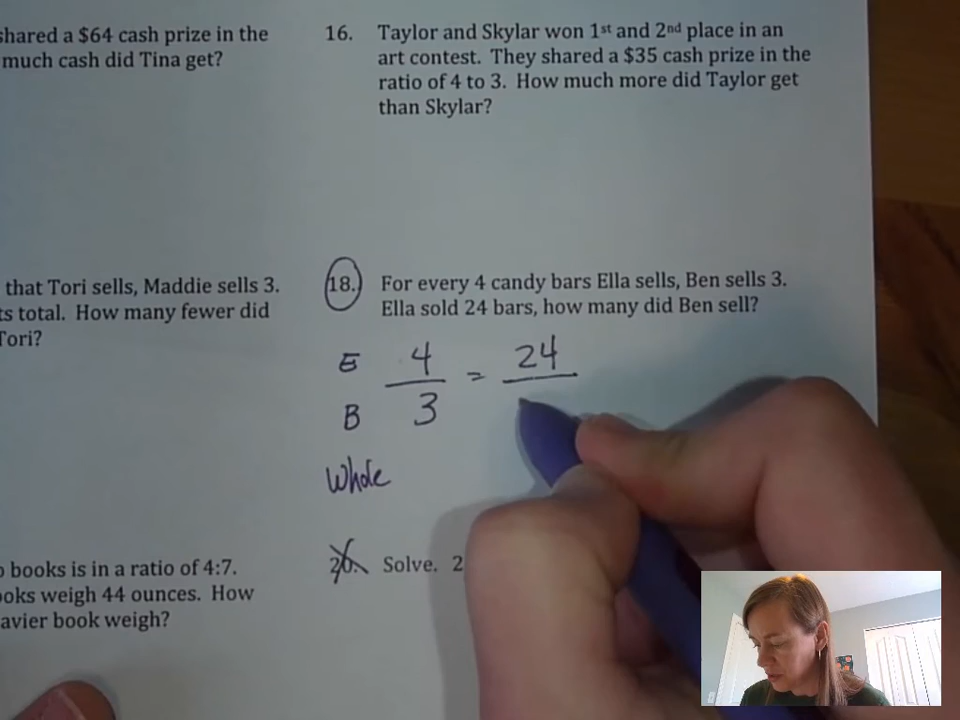 shared a $64 cash prize in the
much cash did Tina get?
16. Taylor and Skylar won 1st and 2nd place in an
art contest. They shared a $35 cash prize in the
ratio of 4 to 3. How much more did Taylor get
than Skylar?
that Tori sells, Maddie sells 3.
ts total. How many fewer did
Tori?
18. For every 4 candy bars Ella sells, Ben sells 3.
Ella sold 24 bars, how many did Ben sell?
E 4 = 24
B 3
Whole
o books is in a ratio of 4:7.
oks weigh 44 ounces. How
avier book weigh?
20. Solve. 2